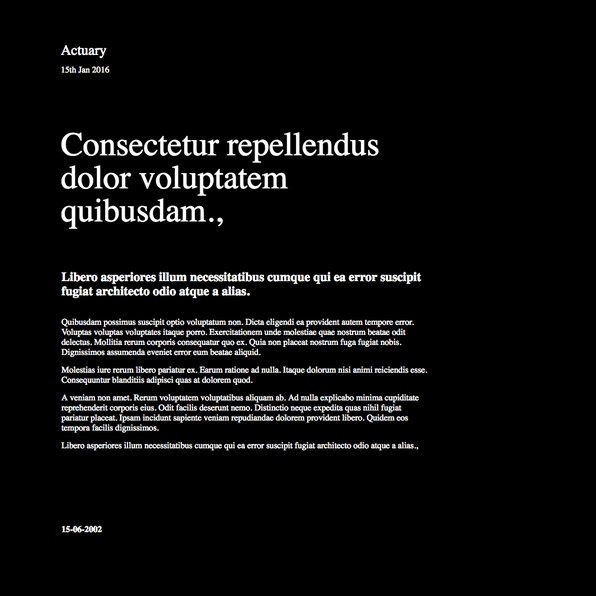 Actuary
15th Jan 2016
Consectetur repellendus
dolor voluptatem
quibusdam.,
Libero asperiores illum necessitatibus cumque qui ea error suscipit
fugiat architecto odio atque a alias.
Quibusdam possimus suscipit optio voluptatum non. Dicta eligendi ea provident autem tempore error.
Voluptas voluptas voluptates itaque porro. Exercitationem unde molestiae quae nostrum beatae odit
delectus. Mollitia rerum corporis consequatur quo ex. Quia non placeat nostrum fuga fugiat nobis.
Dignissimos assumenda eveniet error eum beatae aliquid.
Molestias iure rerum libero pariatur ex. Earum ratione ad nulla. Itaque dolorum nisi animi reiciendis esse.
Consequuntur blanditiis adipisci quas at dolorem quod.
A veniam non amet. Rerum voluptatem voluptatibus aliquam ab. Ad nulla explicabo minima cupiditate
reprehenderit corporis eius. Odit facilis deserunt nemo. Distinctio neque expedita quas nihil fugiat
pariatur placeat. Ipsam incidunt sapiente veniam repudiandae dolorem provident libero. Quidem eos
tempora facilis dignissimos.
Libero asperiores illum necessitatibus cumque qui ea error suscipit fugiat architecto odio atque a alias.,
15-06-2002